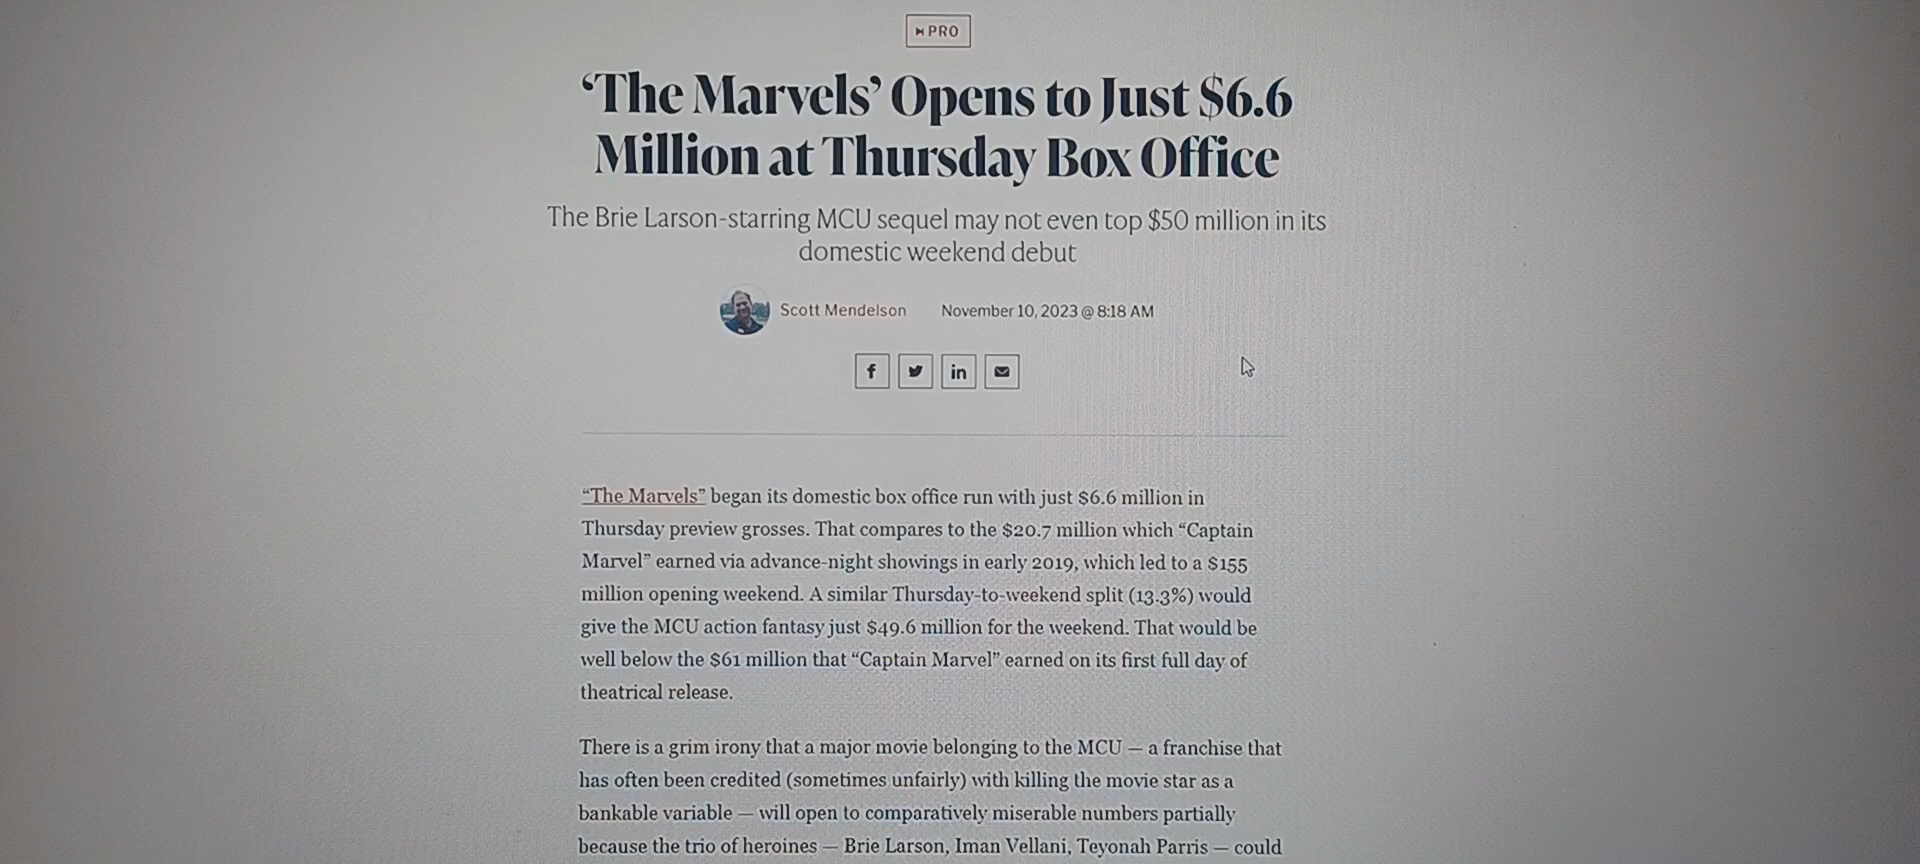 PRO
‘The Marvels’ Opens to Just $6.6
Million at Thursday Box Office
The Brie Larson-starring MCU sequel may not even top $50 million in its
domestic weekend debut
Scott Mendelson November 10, 2023 @ 8:18 AM
f in
“The Marvels” began its domestic box office run with just $6.6 million in
Thursday preview grosses. That compares to the $20.7 million which “Captain
Marvel” earned via advance-night showings in early 2019, which led to a $155
million opening weekend. A similar Thursday-to-weekend split (13.3%) would
give the MCU action fantasy just $49.6 million for the weekend. That would be
well below the $61 million that “Captain Marvel” earned on its first full day of
theatrical release.
There is a grim irony that a major movie belonging to the MCU — a franchise that
has often been credited (sometimes unfairly) with killing the movie star as a
bankable variable — will open to comparatively miserable numbers partially
because the trio of heroines — Brie Larson, Iman Vellani, Teyonah Parris — could